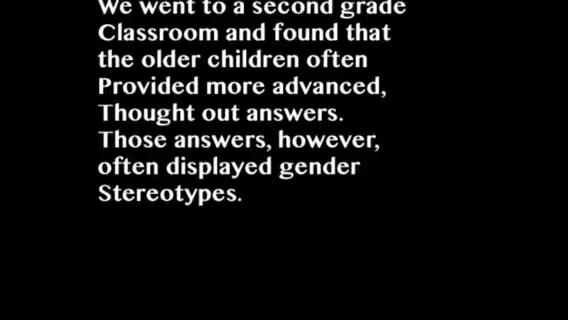 We went to a second grade
Classroom and found that
the older children often
Provided more advanced,
Thought out answers.
Those answers, however,
often displayed gender
Stereotypes.